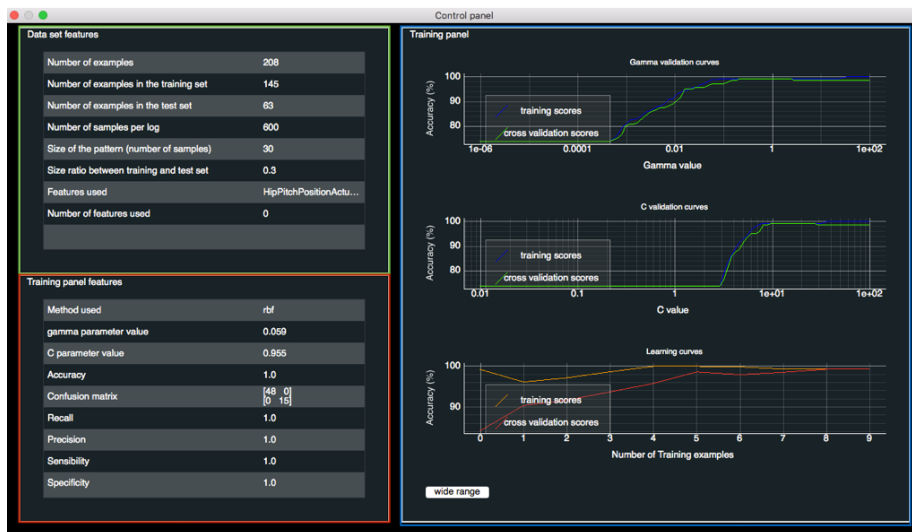 Control panel
Data set features
Number of examples 208
Number of examples in the training set 145
Number of examples in the test set 63
Number of samples per log 600
Size of the pattern (number of samples) 30
Size ratio between training and test set 0.3
Features used HipPitchPositionActu...
Number of features used 0
Training panel features
Method used rbf
gamma parameter value 0.059
C parameter value 0.955
Accuracy 1.0
Confusion matrix [48 0]
[0 15]
Recall 1.0
Precision 1.0
Sensibility 1.0
Specificity 1.0
Training panel
Gamma validation curves
Accuracy (%)
100
90
80
training scores
cross validation scores
1e-06 0.0001 0.01 1 1e+02
Gamma value
C validation curves
Accuracy (%)
100
90
80
training scores
cross validation scores
0.01 0.1 1 1e+01 1e+02
C value
Learning curves
Accuracy (%)
100
90
training scores
cross validation scores
0 1 2 3 4 5 6 7 8 9
Number of Training examples
wide range